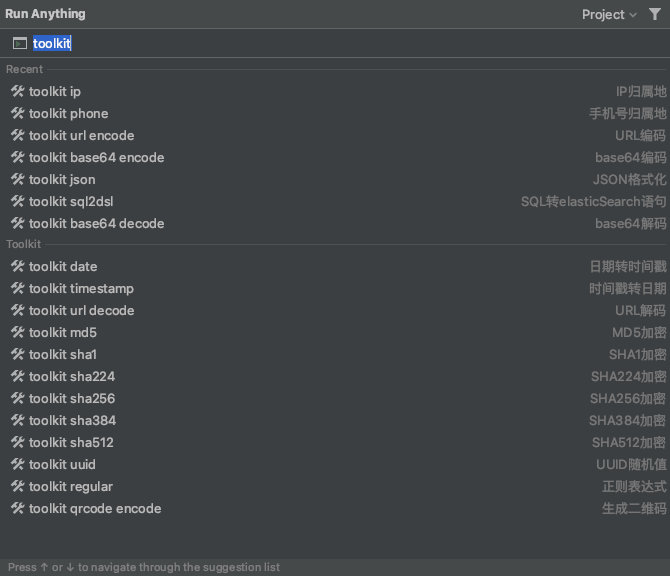 Run Anything Project
toolkit
Recent
toolkit ip IP归属地
toolkit phone 手机号归属地
toolkit url encode URL编码
toolkit base64 encode base64编码
toolkit json JSON格式化
toolkit sql2dsl SQL转elasticSearch语句
toolkit base64 decode base64解码
Toolkit
toolkit date 日期转时间戳
toolkit timestamp 时间戳转日期
toolkit url decode URL解码
toolkit md5 MD5加密
toolkit sha1 SHA1加密
toolkit sha224 SHA224加密
toolkit sha256 SHA256加密
toolkit sha384 SHA384加密
toolkit sha512 SHA512加密
toolkit uuid UUID随机值
toolkit regular 正则表达式
toolkit qrcode encode 生成二维码
Press ↑ or ↓ to navigate through the suggestion list